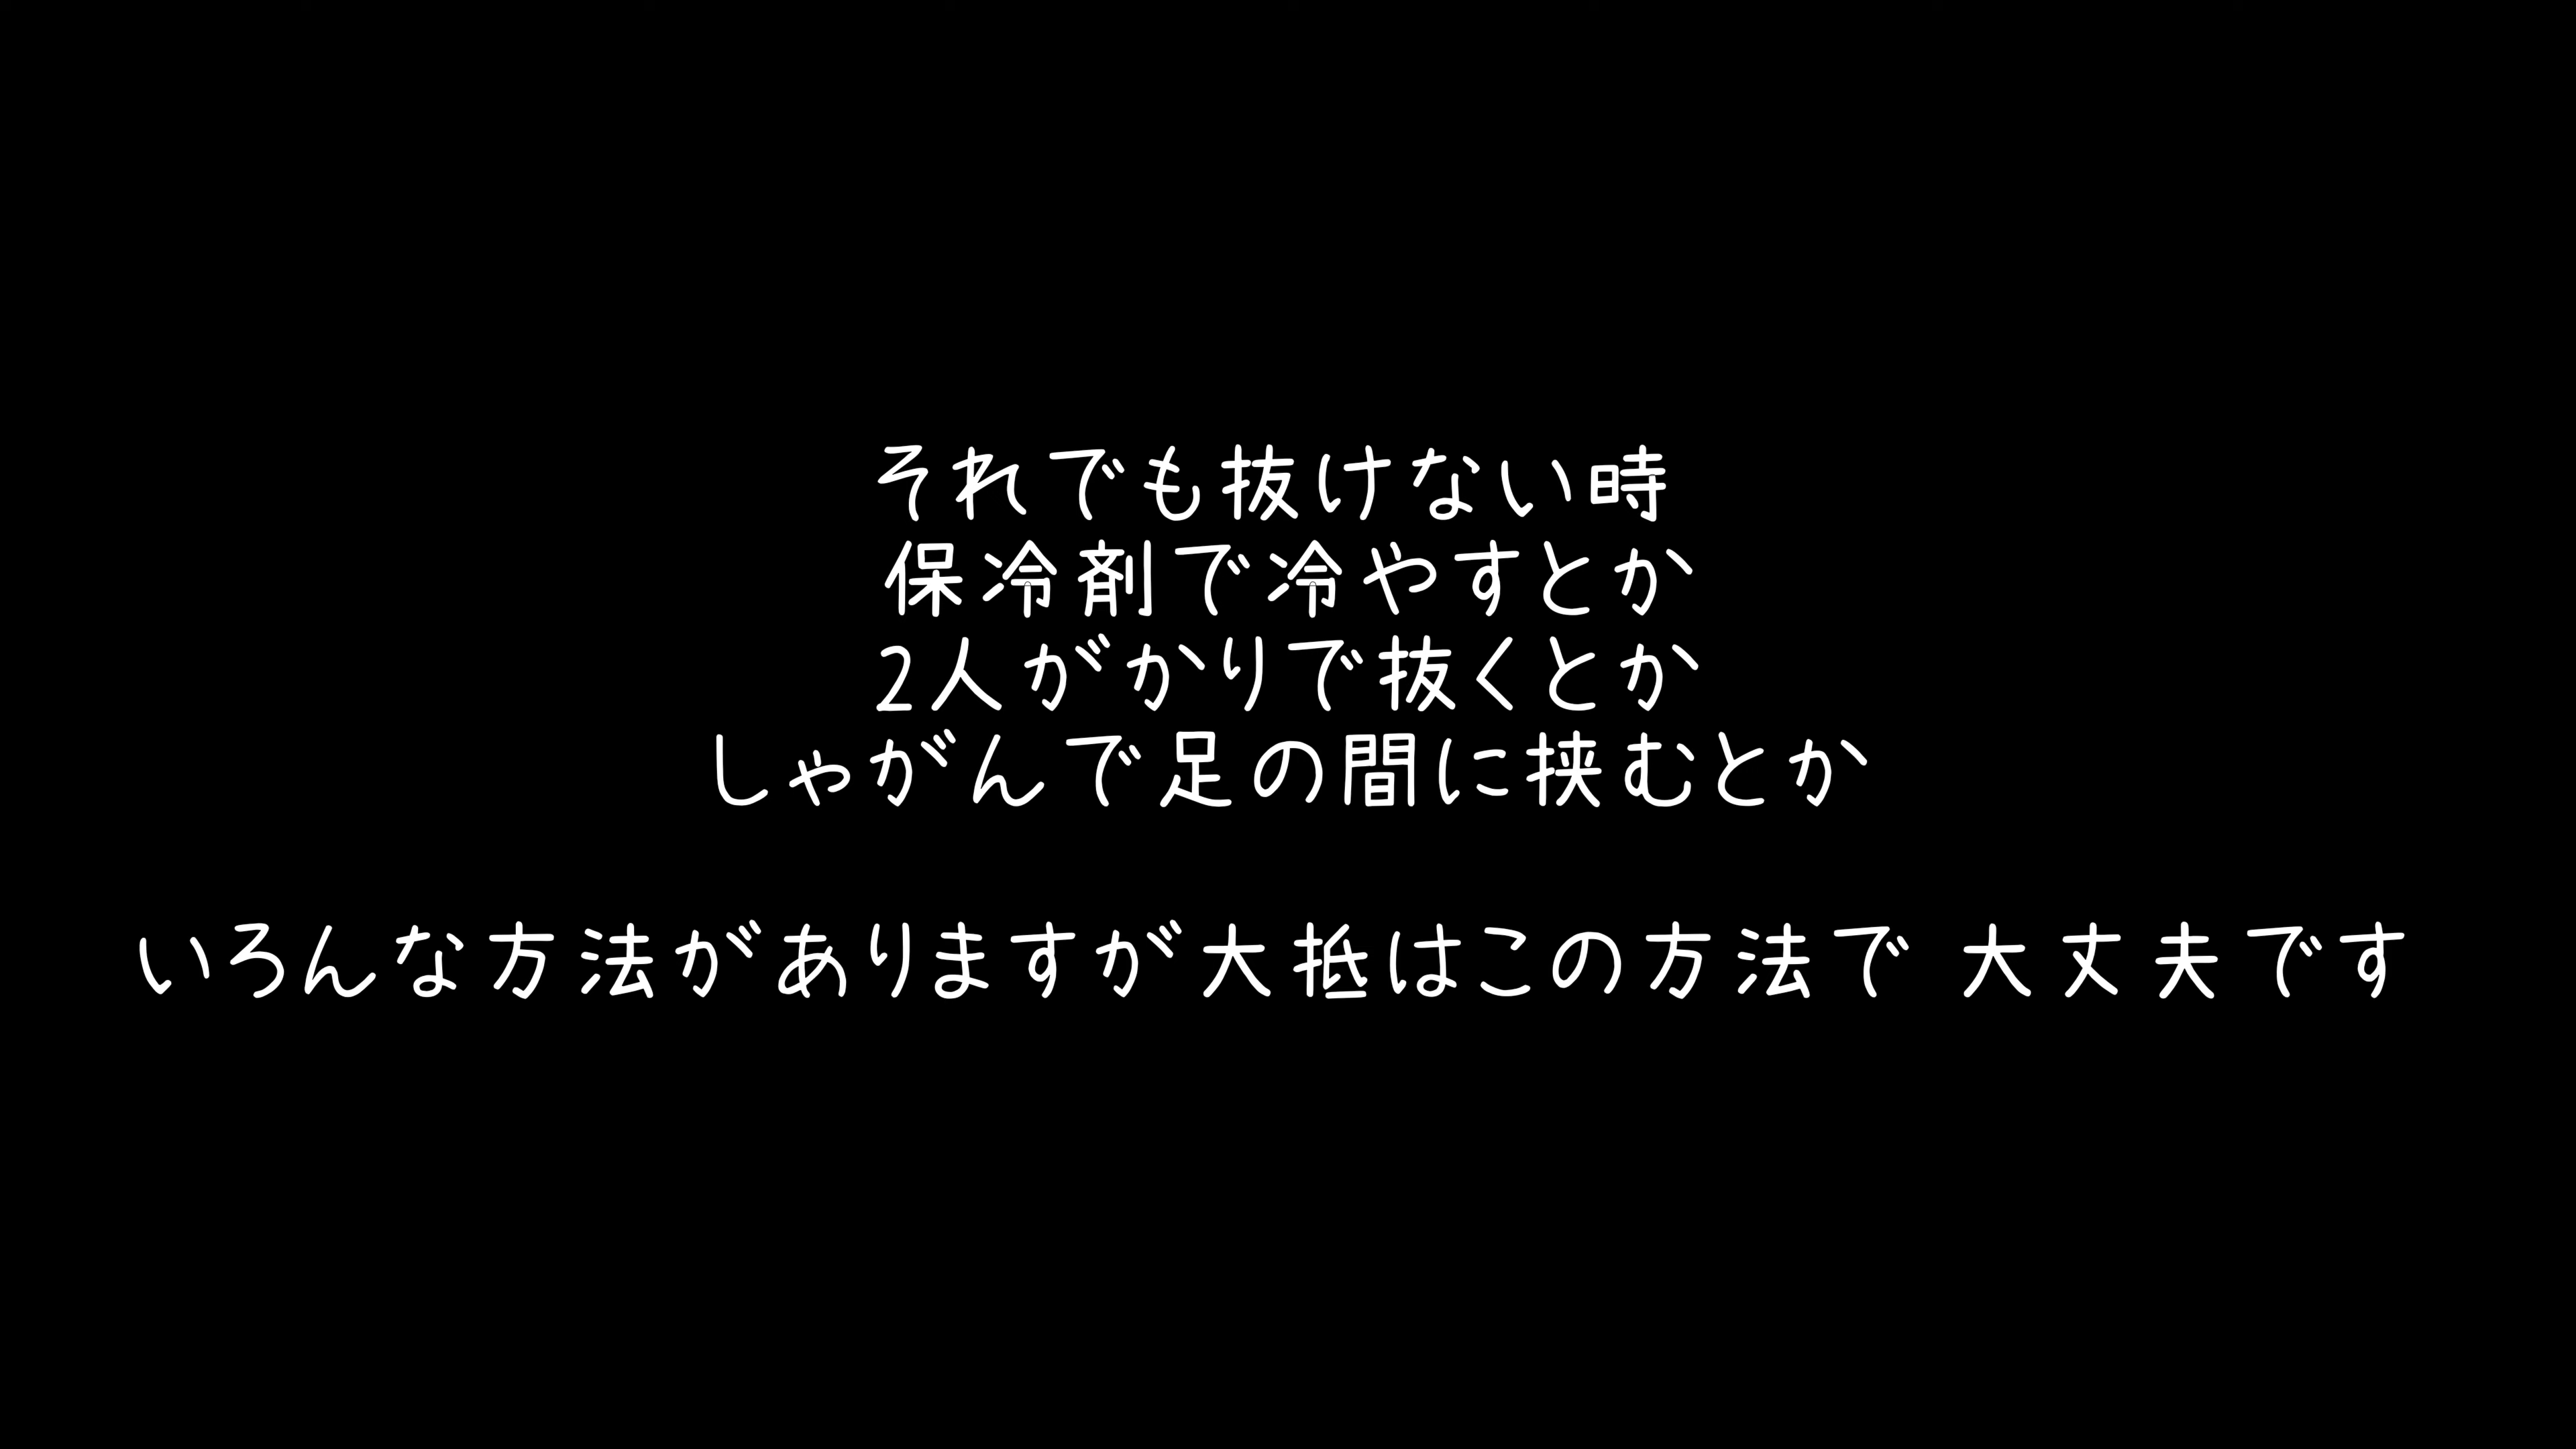 それでも抜けない時
保冷剤で冷やすとか
2人がかりで抜くとか
しゃがんで足の間に挟むとか
いろんな方法がありますが大抵はこの方法で 大丈夫です